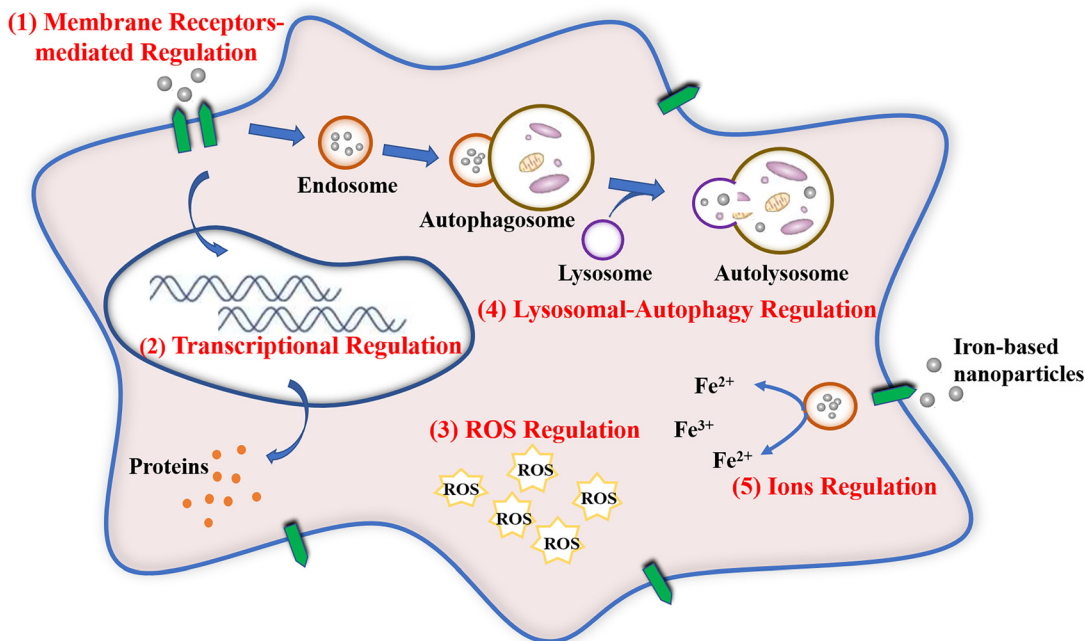 (1) Membrane Receptors-
mediated Regulation
Endosome
Autophagosome
Lysosome
Autolysosome
(4) Lysosomal-Autophagy Regulation
(2) Transcriptional Regulation
Iron-based
nanoparticles
Fe²⁺
Fe³⁺
Fe²⁺
(5) Ions Regulation
(3) ROS Regulation
ROS
ROS
ROS
ROS
ROS
Proteins